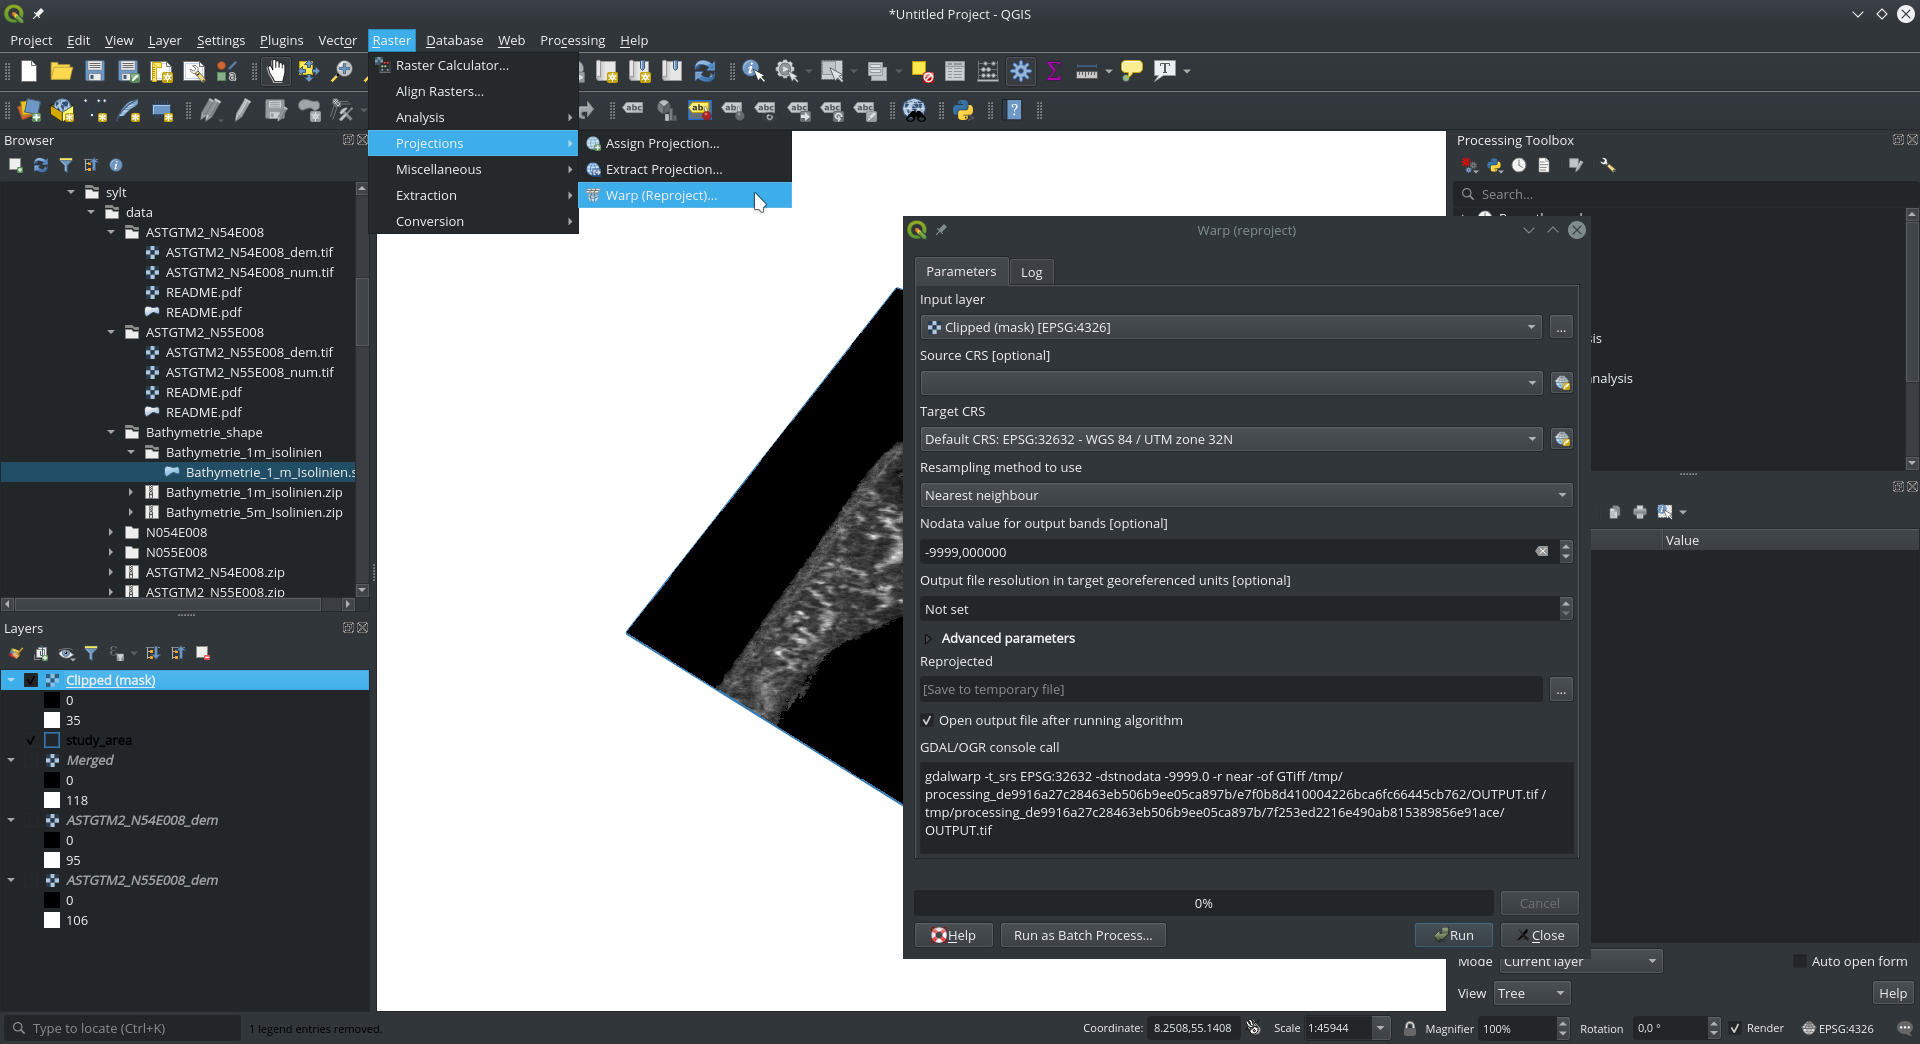 *Untitled Project - QGIS
Project Edit View Layer Settings Plugins Vector Raster Database Web Processing Help
Raster Calculator...
Align Rasters...
Analysis
Projections
Miscellaneous
Extraction
Conversion
Assign Projection...
Extract Projection...
Warp (Reproject)...
Browser
sylt
data
ASTGTM2_N54E008
ASTGTM2_N54E008_dem.tif
ASTGTM2_N54E008_num.tif
README.pdf
README.pdf
ASTGTM2_N55E008
ASTGTM2_N55E008_dem.tif
ASTGTM2_N55E008_num.tif
README.pdf
README.pdf
Bathymetrie_shape
Bathymetrie_1m_isolinien
Bathymetrie_1_m_Isolinien.s
Bathymetrie_1m_isolinien.zip
Bathymetrie_5m_Isolinien.zip
N054E008
N055E008
ASTGTM2_N54E008.zip
ASTGTM2_N55E008.zip
Layers
Clipped (mask)
0
35
study_area
Merged
0
118
ASTGTM2_N54E008_dem
0
95
ASTGTM2_N55E008_dem
0
106
Processing Toolbox
Search...
nalysis
Value
Warp (reproject)
Parameters Log
Input layer
Clipped (mask) [EPSG:4326]
...
Source CRS [optional]
Target CRS
Default CRS: EPSG:32632 - WGS 84 / UTM zone 32N
Resampling method to use
Nearest neighbour
Nodata value for output bands [optional]
-9999,000000
Output file resolution in target georeferenced units [optional]
Not set
Advanced parameters
Reprojected
[Save to temporary file]
...
Open output file after running algorithm
GDAL/OGR console call
gdalwarp -t_srs EPSG:32632 -dstnodata -9999.0 -r near -of GTiff /tmp/
processing_de9916a27c28463eb506b9ee05ca897b/e7f0b8d410004226bca6fc66445cb762/OUTPUT.tif /
tmp/processing_de9916a27c28463eb506b9ee05ca897b/7f253ed2216e490ab815389856e91ace/
OUTPUT.tif
0%
Cancel
Help Run as Batch Process... Run Close
Mode Current layer Auto open form
View Tree Help
Type to locate (Ctrl+K) 1 legend entries removed. Coordinate: 8.2508,55.1408 Scale 1:45944 Magnifier 100% Rotation 0,0 ° Render EPSG:4326